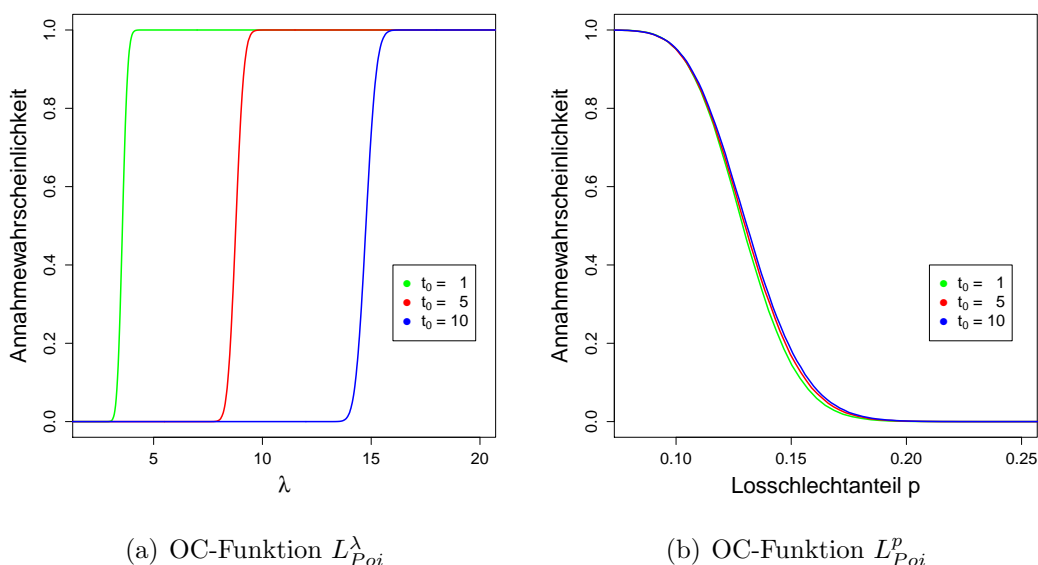 Annahmewahrscheinlichkeit
1.0
0.8
0.6
0.4
0.2
0.0
t₀ = 1
t₀ = 5
t₀ = 10
5 10 15 20
λ
(a) OC-Funktion L^λ_Poi
Annahmewahrscheinlichkeit
1.0
0.8
0.6
0.4
0.2
0.0
t₀ = 1
t₀ = 5
t₀ = 10
0.10 0.15 0.20 0.25
Losschlechtanteil p
(b) OC-Funktion L^p_Poi